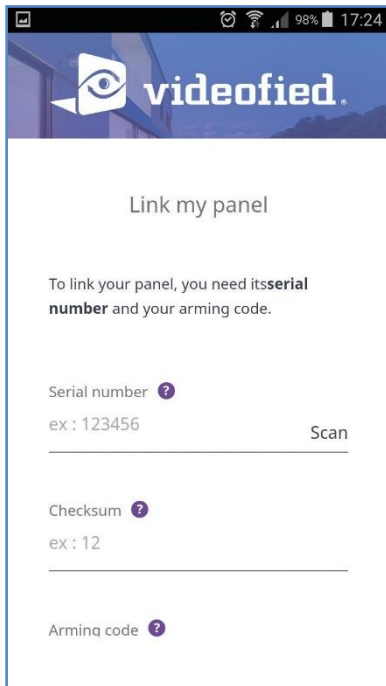 98% 17:24
videofied.
Link my panel
To link your panel, you need itsserial
number and your arming code.
Serial number ?
ex : 123456
Scan
Checksum ?
ex : 12
Arming code ?